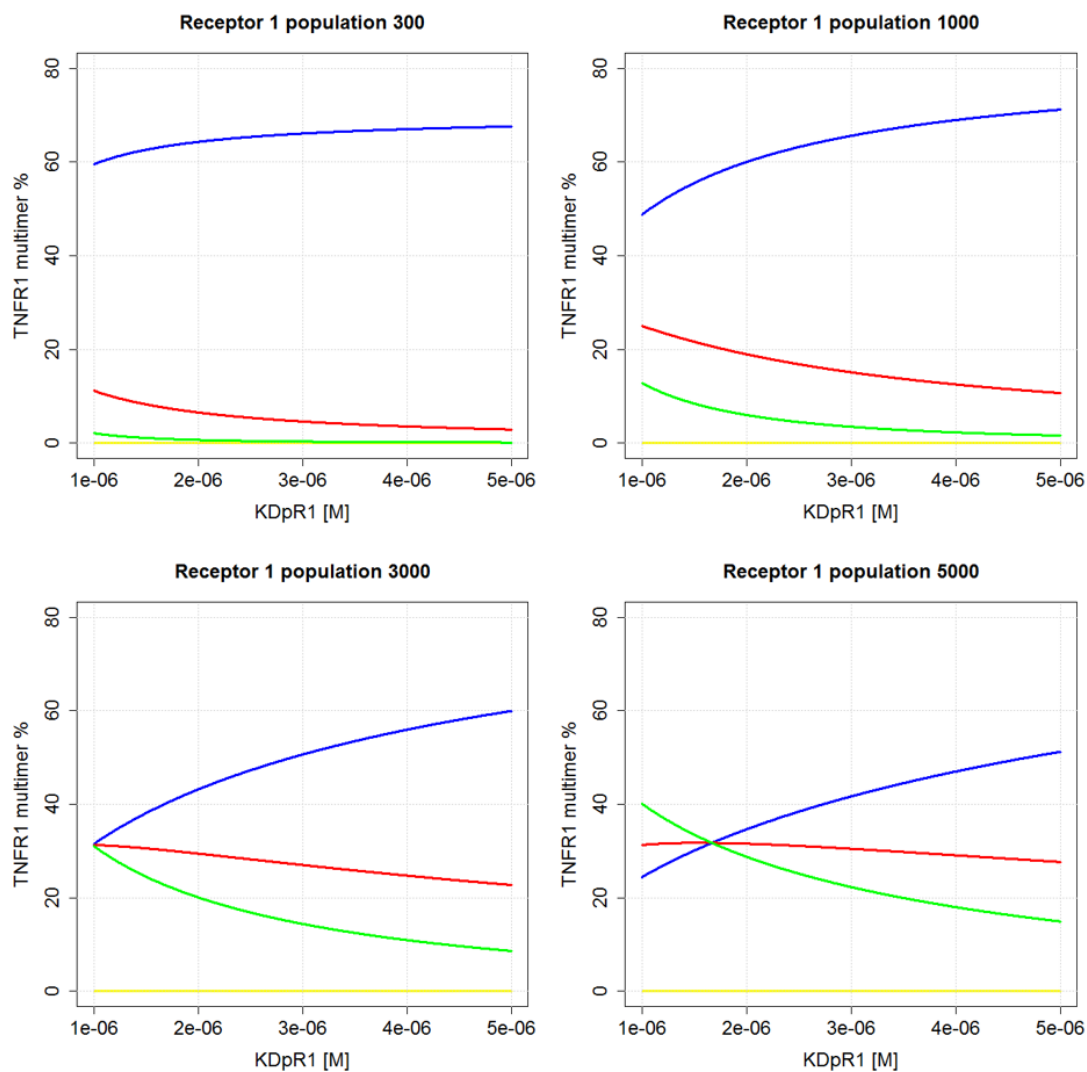 Receptor 1 population 300
TNFR1 multimer %
80
60
40
20
0
1e-06 2e-06 3e-06 4e-06 5e-06
KDpR1 [M]
Receptor 1 population 1000
TNFR1 multimer %
80
60
40
20
0
1e-06 2e-06 3e-06 4e-06 5e-06
KDpR1 [M]
Receptor 1 population 3000
TNFR1 multimer %
80
60
40
20
0
1e-06 2e-06 3e-06 4e-06 5e-06
KDpR1 [M]
Receptor 1 population 5000
TNFR1 multimer %
80
60
40
20
0
1e-06 2e-06 3e-06 4e-06 5e-06
KDpR1 [M]